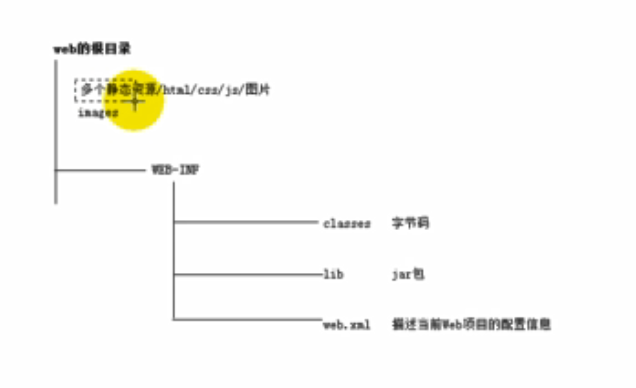 web的根目录
多个静态资源/html/css/js/图片
images
WEB-INF
classes 字节码
lib jar包
web.xml 描述当前Web项目的配置信息